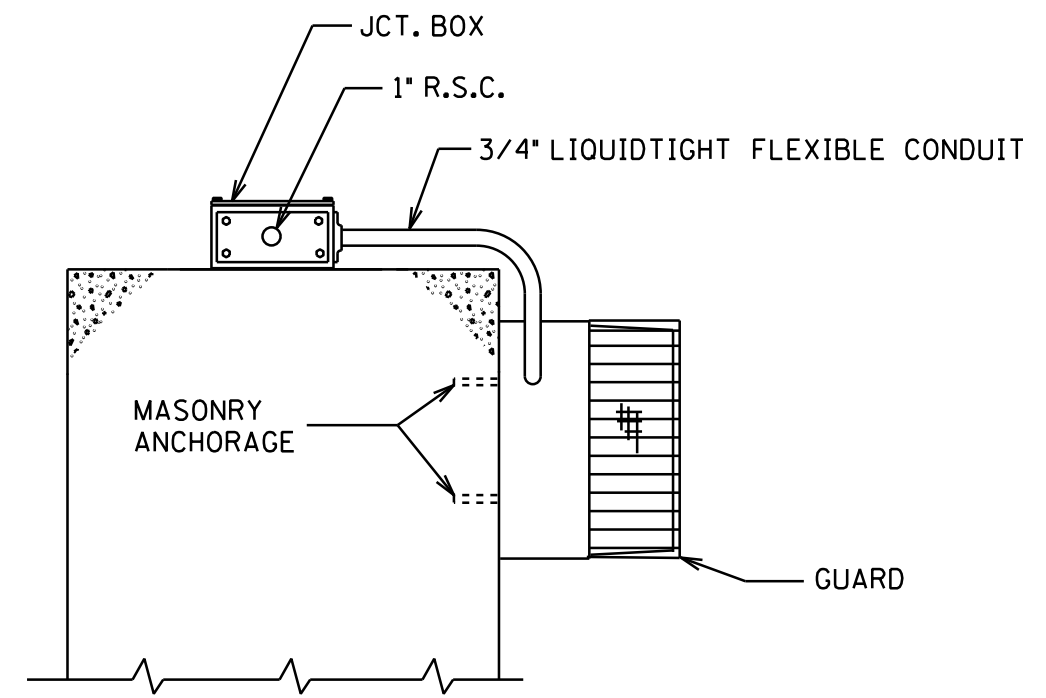 JCT. BOX
1" R.S.C.
3/4" LIQUIDTIGHT FLEXIBLE CONDUIT
MASONRY
ANCHORAGE
GUARD